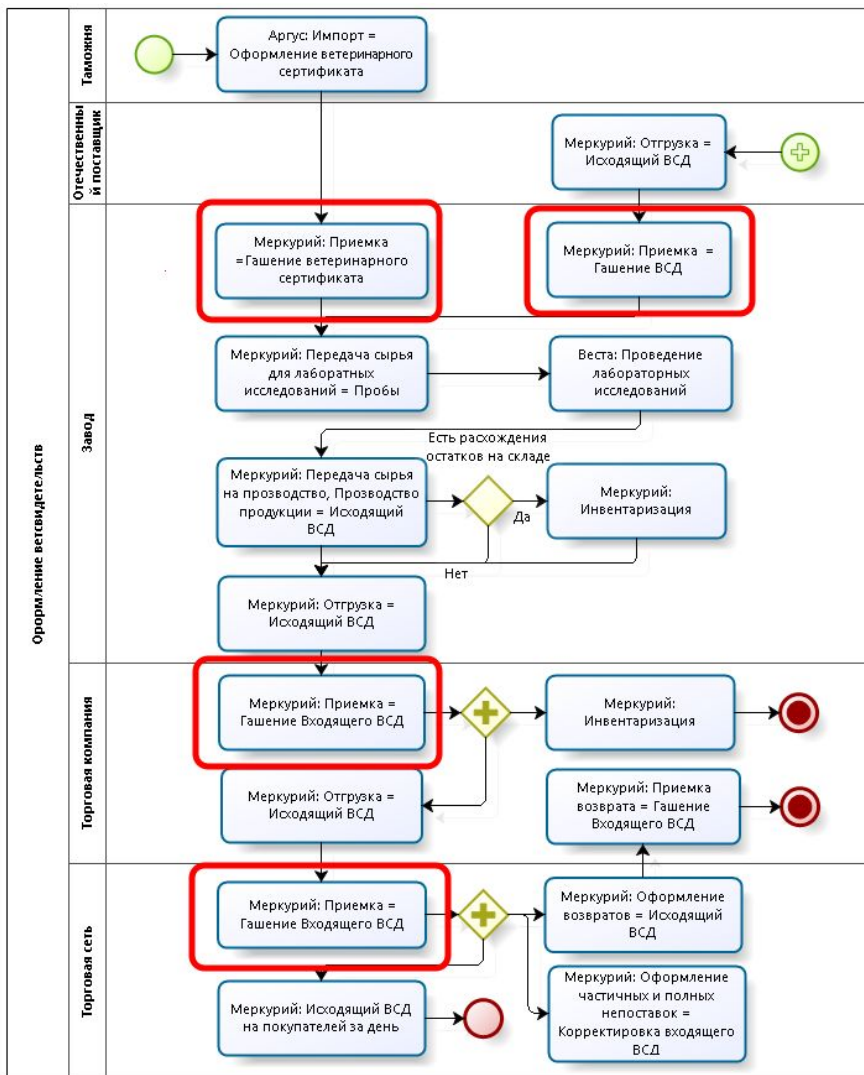 Орормление ветсвидетельств
Таможня
Аргус: Импорт =
Оформление ветеринарного
сертификата
Отечественны
й поставщик
Меркурий: Отгрузка =
Исходящий ВСД
Завод
Меркурий: Приемка
=Гашение ветеринарного
сертификата
Меркурий: Приемка =
Гашение ВСД
Меркурий: Передача сырья
для лаборатных
исследований = Пробы
Веста: Проведение
лабораторных
исследований
Есть расхождения
остатков на складе
Меркурий: Передача сырья
на прозводство, Прозводство
продукции = Исходящий
ВСД
Да
Меркурий:
Инвентаризация
Нет
Меркурий: Отгрузка =
Исходящий ВСД
Торговая компания
Меркурий: Приемка =
Гашение Входящего ВСД
Меркурий:
Инвентаризация
Меркурий: Отгрузка =
Исходящий ВСД
Меркурий: Приемка
возврата = Гашение
Входящего ВСД
Торговая сеть
Меркурий: Приемка =
Гашение Входящего ВСД
Меркурий: Оформление
возвратов = Исходящий
ВСД
Меркурий: Исходящий ВСД
на покупателей за день
Меркурий: Оформление
частичных и полных
непоставок =
Корректировка входящего
ВСД